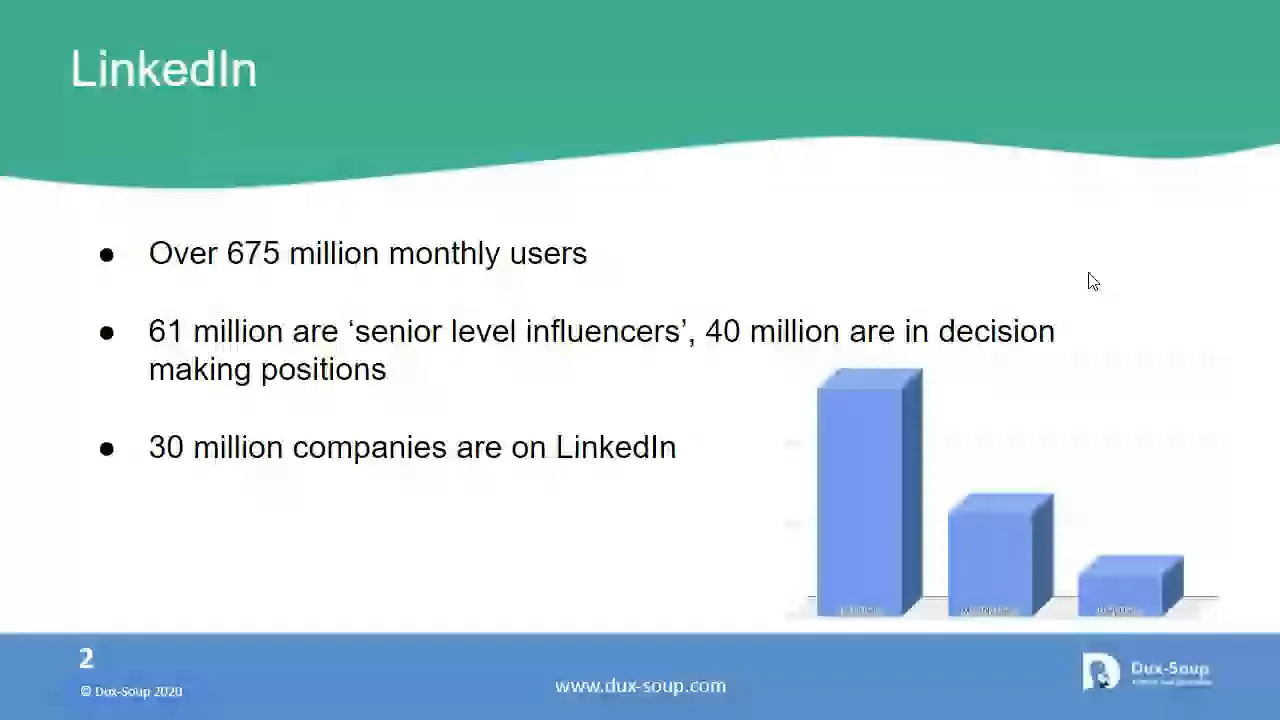 LinkedIn
● Over 675 million monthly users
● 61 million are ‘senior level influencers’, 40 million are in decision
making positions
● 30 million companies are on LinkedIn
2
© Dux-Soup 2020
www.dux-soup.com
Dux-Soup